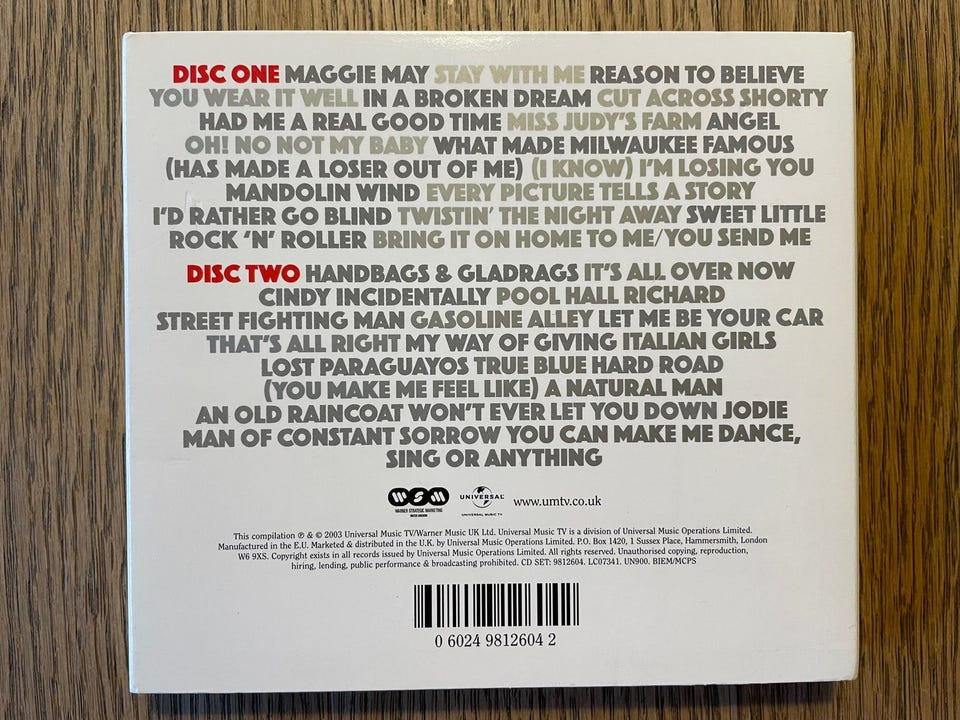 DISC ONE MAGGIE MAY STAY WITH ME REASON TO BELIEVE
YOU WEAR IT WELL IN A BROKEN DREAM CUT ACROSS SHORTY
HAD ME A REAL GOOD TIME MISS JUDY'S FARM ANGEL
OH! NO NOT MY BABY WHAT MADE MILWAUKEE FAMOUS
(HAS MADE A LOSER OUT OF ME) (I KNOW) I'M LOSING YOU
MANDOLIN WIND EVERY PICTURE TELLS A STORY
I'D RATHER GO BLIND TWISTIN' THE NIGHT AWAY SWEET LITTLE
ROCK 'N' ROLLER BRING IT ON HOME TO ME/YOU SEND ME
DISC TWO HANDBAGS & GLADRAGS IT'S ALL OVER NOW
CINDY INCIDENTALLY POOL HALL RICHARD
STREET FIGHTING MAN GASOLINE ALLEY LET ME BE YOUR CAR
THAT'S ALL RIGHT MY WAY OF GIVING ITALIAN GIRLS
LOST PARAGUAYOS TRUE BLUE HARD ROAD
(YOU MAKE ME FEEL LIKE) A NATURAL MAN
AN OLD RAINCOAT WON'T EVER LET YOU DOWN JODIE
MAN OF CONSTANT SORROW YOU CAN MAKE ME DANCE,
SING OR ANYTHING
WSM UNIVERSAL www.umtv.co.uk
WARNER STRATEGIC MARKETING UNIVERSAL MUSIC TV
UNITED KINGDOM
This compilation ℗ & © 2003 Universal Music TV/Warner Music UK Ltd. Universal Music TV is a division of Universal Music Operations Limited.
Manufactured in the E.U. Marketed & distributed in the U.K. by Universal Music Operations Limited. P.O. Box 1420, 1 Sussex Place, Hammersmith, London
W6 9XS. Copyright exists in all records issued by Universal Music Operations Limited. All rights reserved. Unauthorised copying, reproduction,
hiring, lending, public performance & broadcasting prohibited. CD SET: 9812604. LC07341. UN900. BIEM/MCPS
0 6024 9812604 2